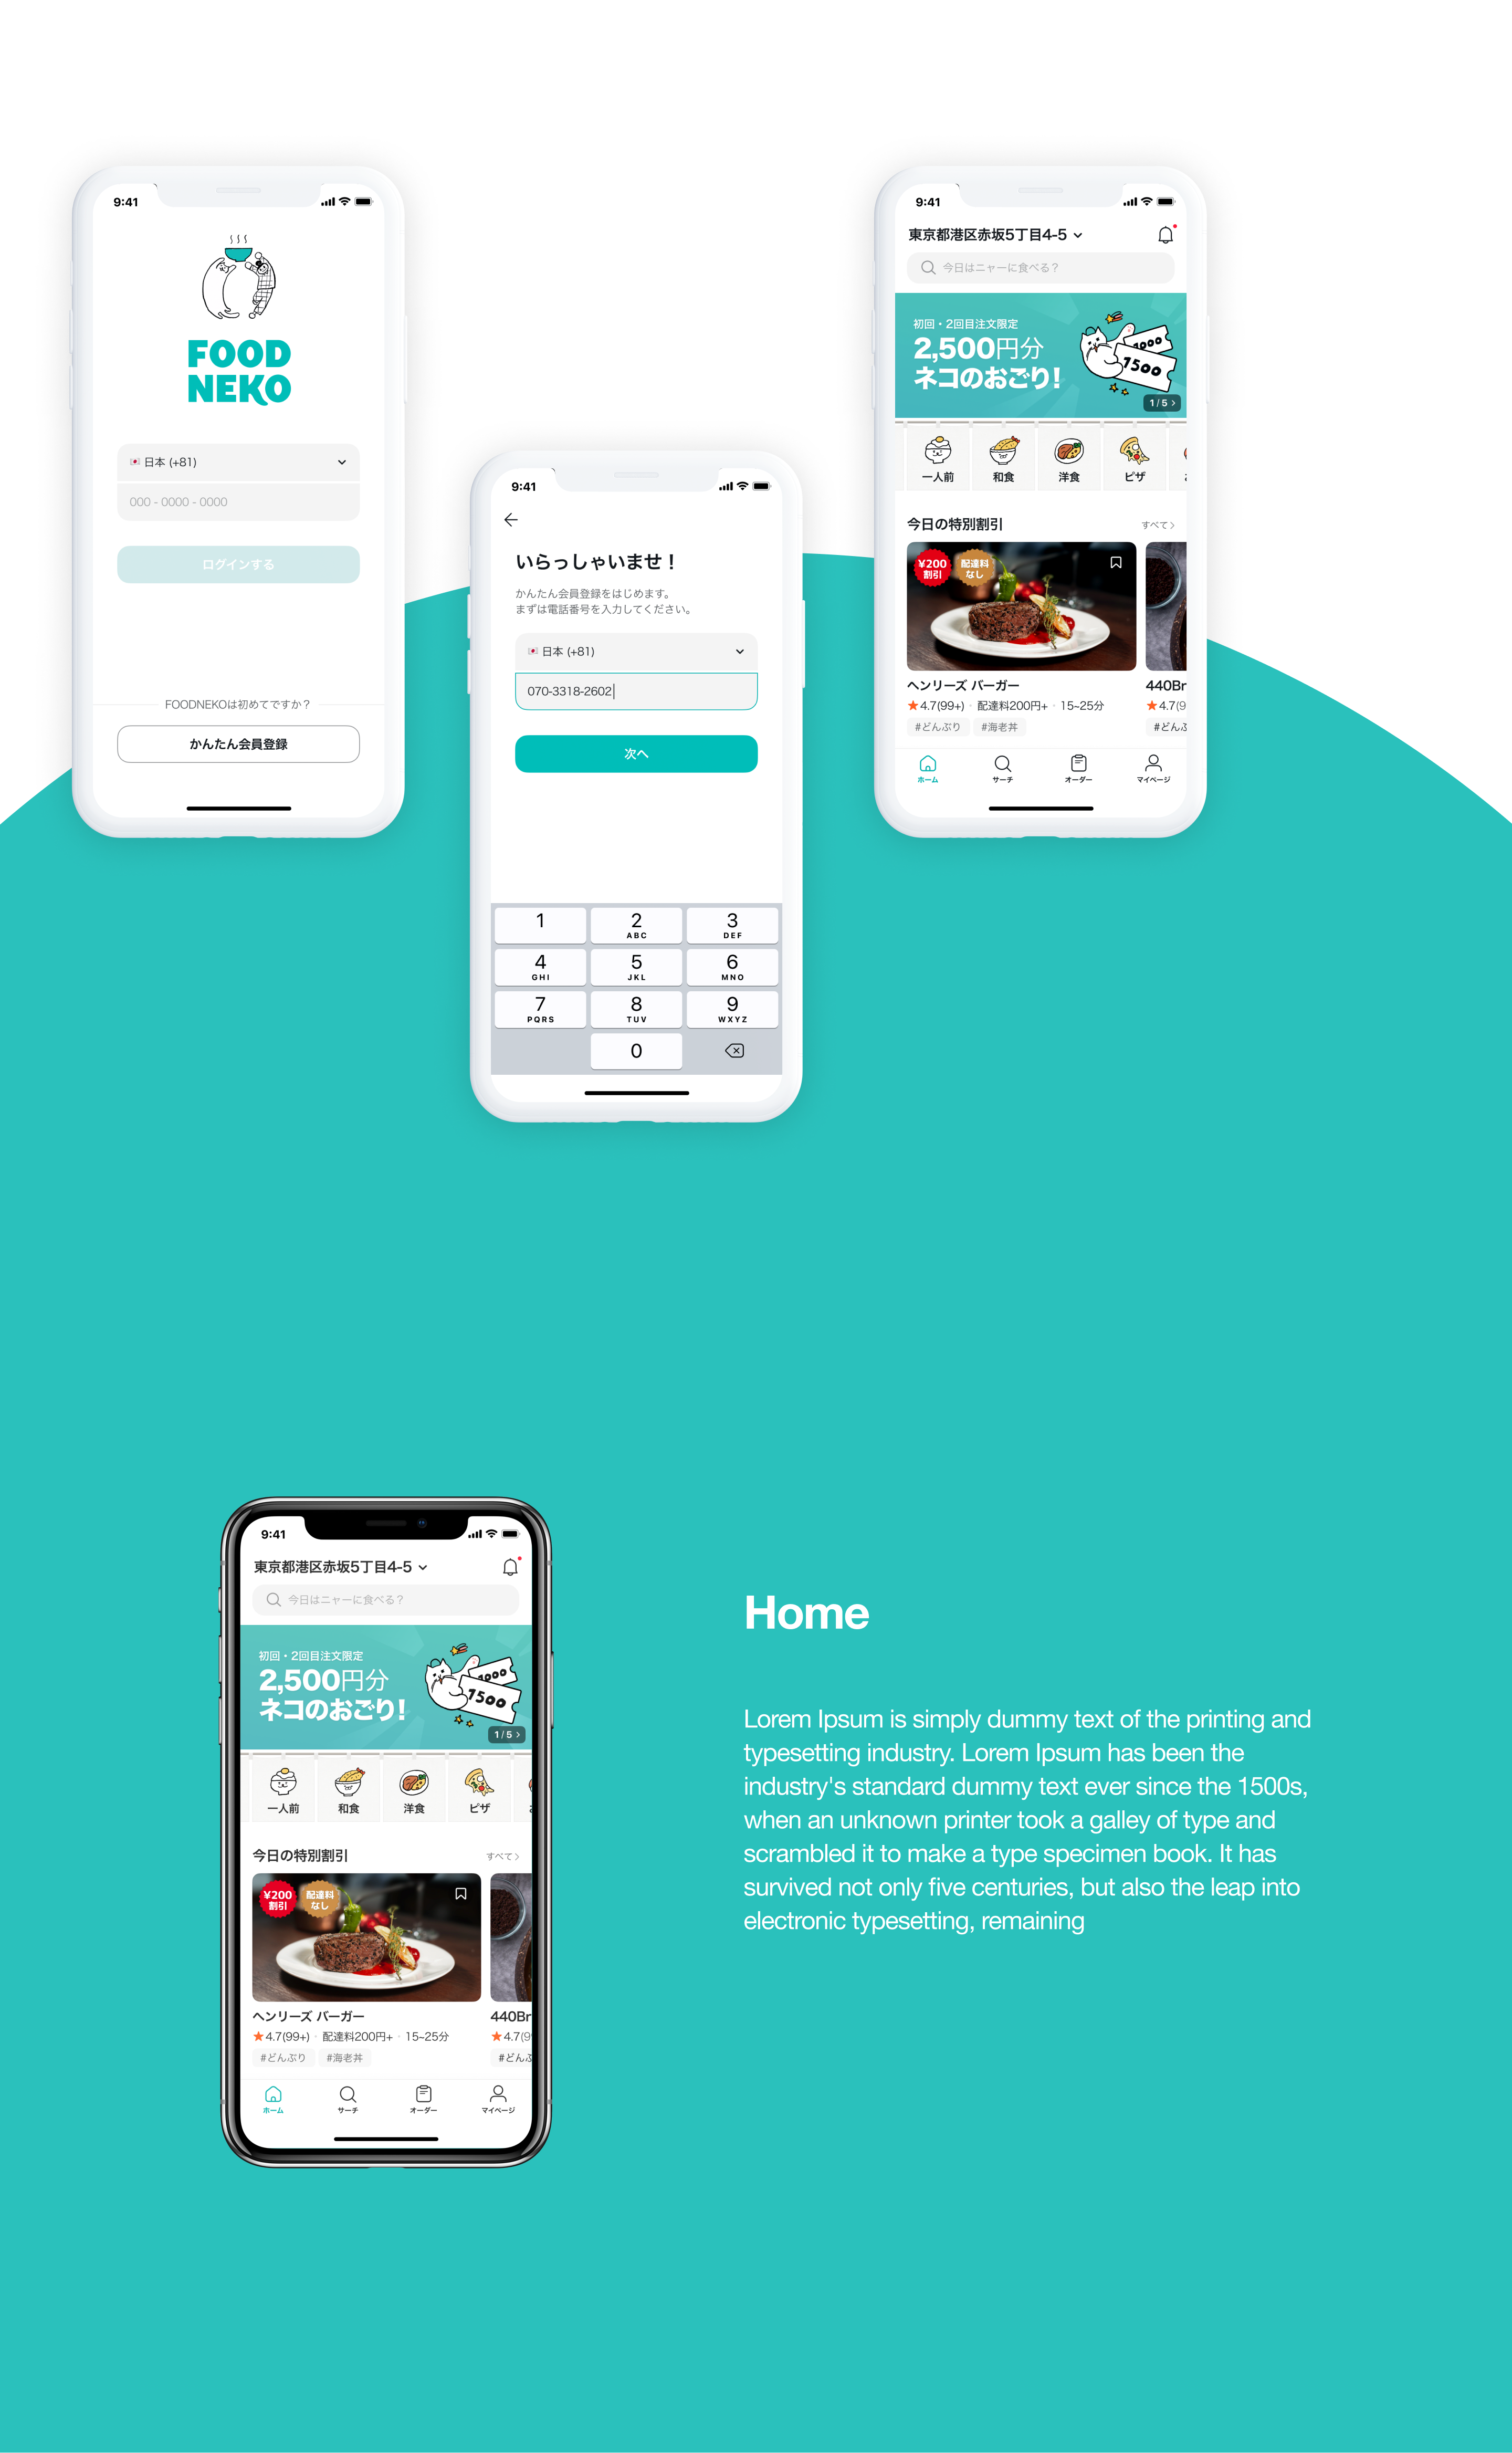 9:41
FOOD
NEKO
日本 (+81)
000 - 0000 - 0000
ログインする
FOODNEKOは初めてですか？
かんたん会員登録
9:41
いらっしゃいませ！
かんたん会員登録をはじめます。
まずは電話番号を入力してください。
日本 (+81)
070-3318-2602
次へ
1 2 3
ABC DEF
4 5 6
GHI JKL MNO
7 8 9
PQRS TUV WXYZ
0
9:41
東京都港区赤坂5丁目4-5
今日はニャーに食べる？
初回・2回目注文限定
2,500円分
ネコのおごり！
1000
1500
1 / 5 >
一人前 和食 洋食 ピザ
今日の特別割引 すべて >
¥200 配達料
割引 なし
ヘンリーズ バーガー 440Br
4.7(99+) · 配達料200円+ · 15~25分 4.7(9
#どんぶり #海老丼 #どんぶ
ホーム サーチ オーダー マイページ
9:41
東京都港区赤坂5丁目4-5
今日はニャーに食べる？
初回・2回目注文限定
2,500円分
ネコのおごり！
1000
1500
1 / 5 >
一人前 和食 洋食 ピザ
今日の特別割引 すべて >
¥200 配達料
割引 なし
ヘンリーズ バーガー 440Br
4.7(99+) · 配達料200円+ · 15~25分 4.7(9
#どんぶり #海老丼 #どんぶ
ホーム サーチ オーダー マイページ
Home
Lorem Ipsum is simply dummy text of the printing and
typesetting industry. Lorem Ipsum has been the
industry's standard dummy text ever since the 1500s,
when an unknown printer took a galley of type and
scrambled it to make a type specimen book. It has
survived not only five centuries, but also the leap into
electronic typesetting, remaining